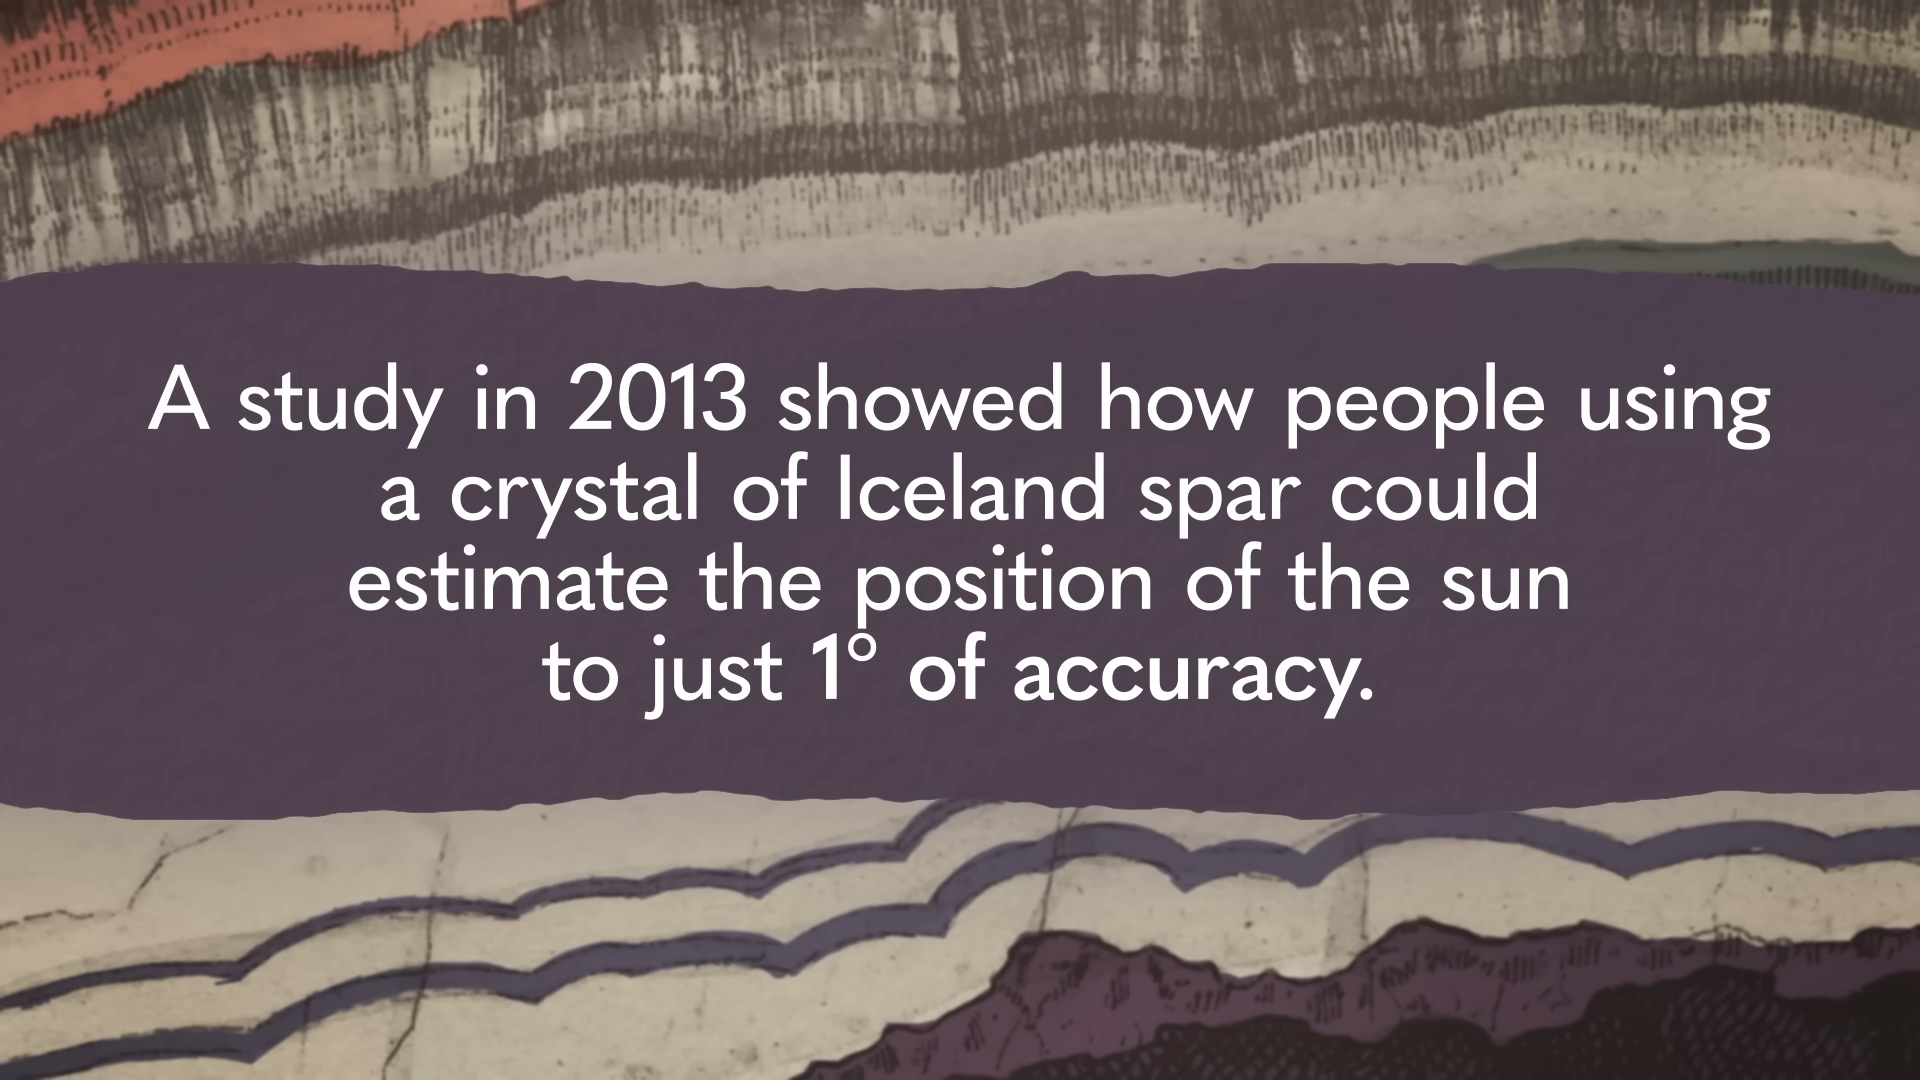 A study in 2013 showed how people using
a crystal of Iceland spar could
estimate the position of the sun
to just 1° of accuracy.